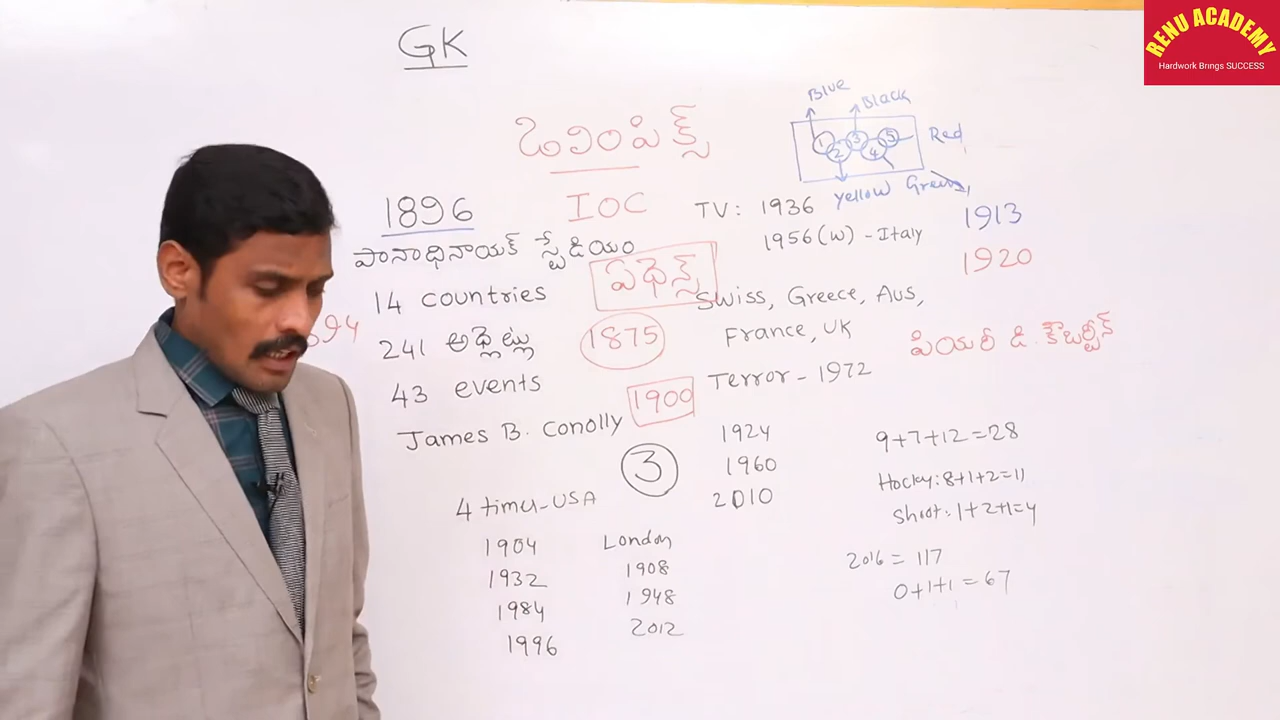 RENU ACADEMY
Hardwork Brings SUCCESS
GK
ఒలింపిక్స్
Blue
Black
1 2 3 4 5
Red
Yellow Green
1896
IOC
TV: 1936
1956(W) - Italy
1913
1920
పానాధినాయక్ స్టేడియం
ఏథెన్స్
14 countries
Swiss, Greece, Aus,
France, UK
పియరీ డి. కౌబర్టీన్
94
241 అథ్లెట్లు
1875
43 events
1900
Terror - 1972
James B. Conolly
3
1924
1960
2010
9+7+12=28
Hocky: 8+1+2=11
Shoot: 1+2+1=4
4 times-USA
1904
1932
1984
1996
London
1908
1948
2012
2016 = 117
0+1+1 = 67